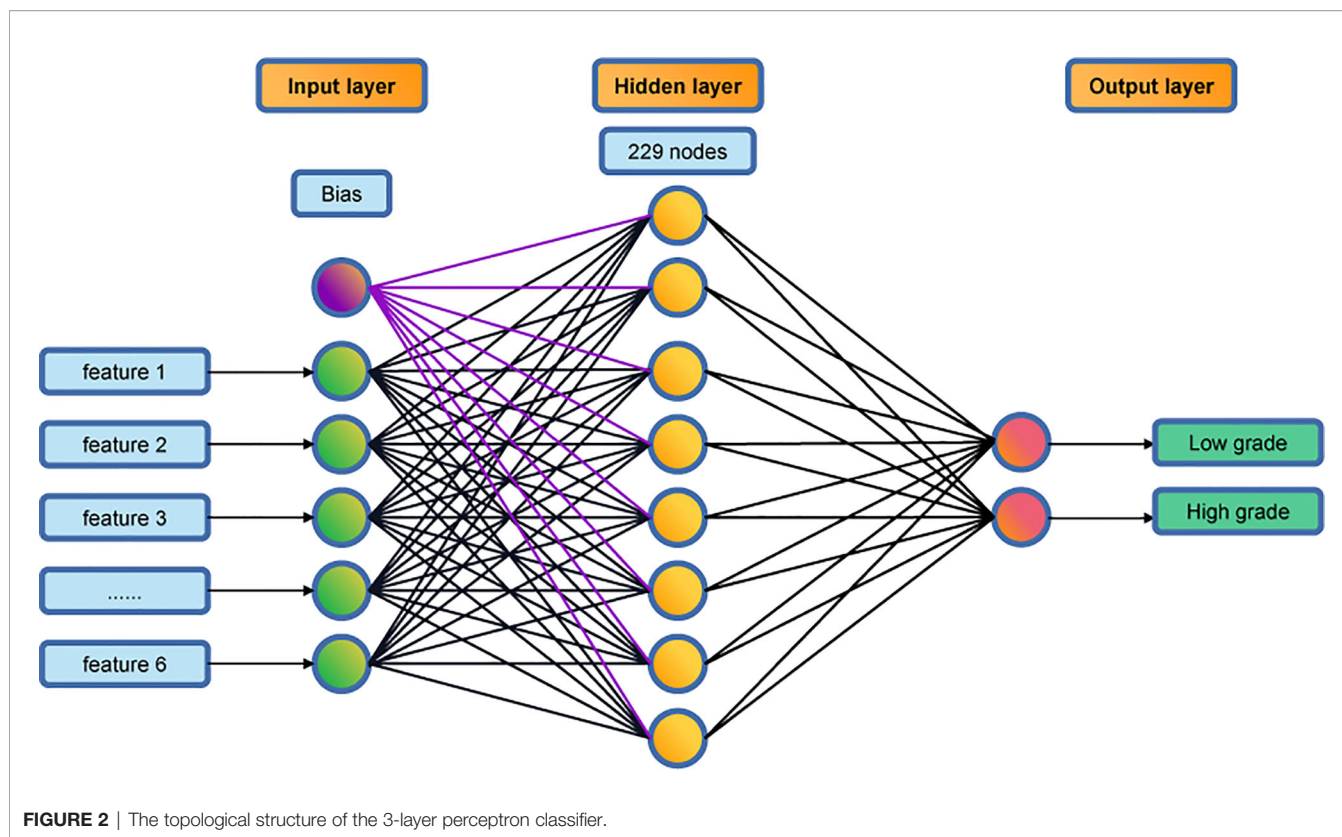 Input layer
Hidden layer
Output layer
229 nodes
Bias
feature 1
feature 2
feature 3
......
feature 6
Low grade
High grade
FIGURE 2 | The topological structure of the 3-layer perceptron classifier.